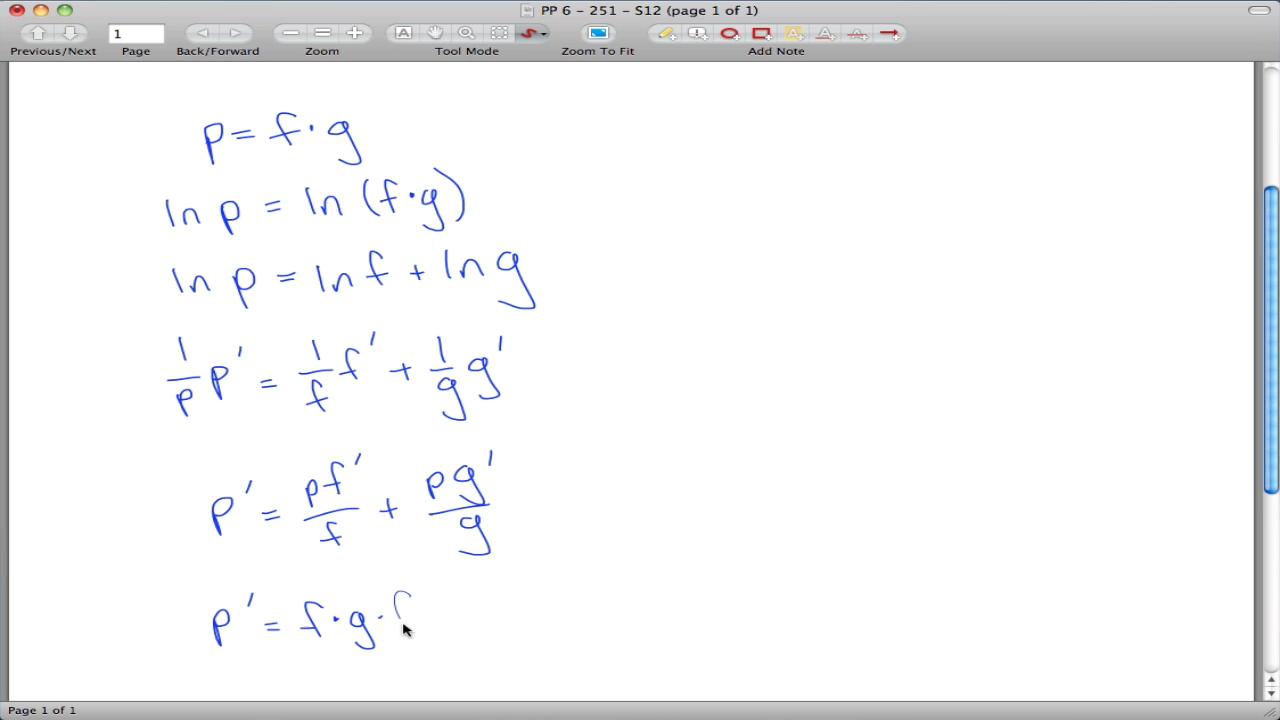 PP 6 - 251 - S12 (page 1 of 1)
1
Previous/Next Page Back/Forward Zoom Tool Mode Zoom To Fit Add Note
p = f · g
ln p = ln (f · g)
ln p = ln f + ln g
1/p p' = 1/f f' + 1/g g'
p' = pf'/f + pg'/g
p' = f · g ·
Page 1 of 1